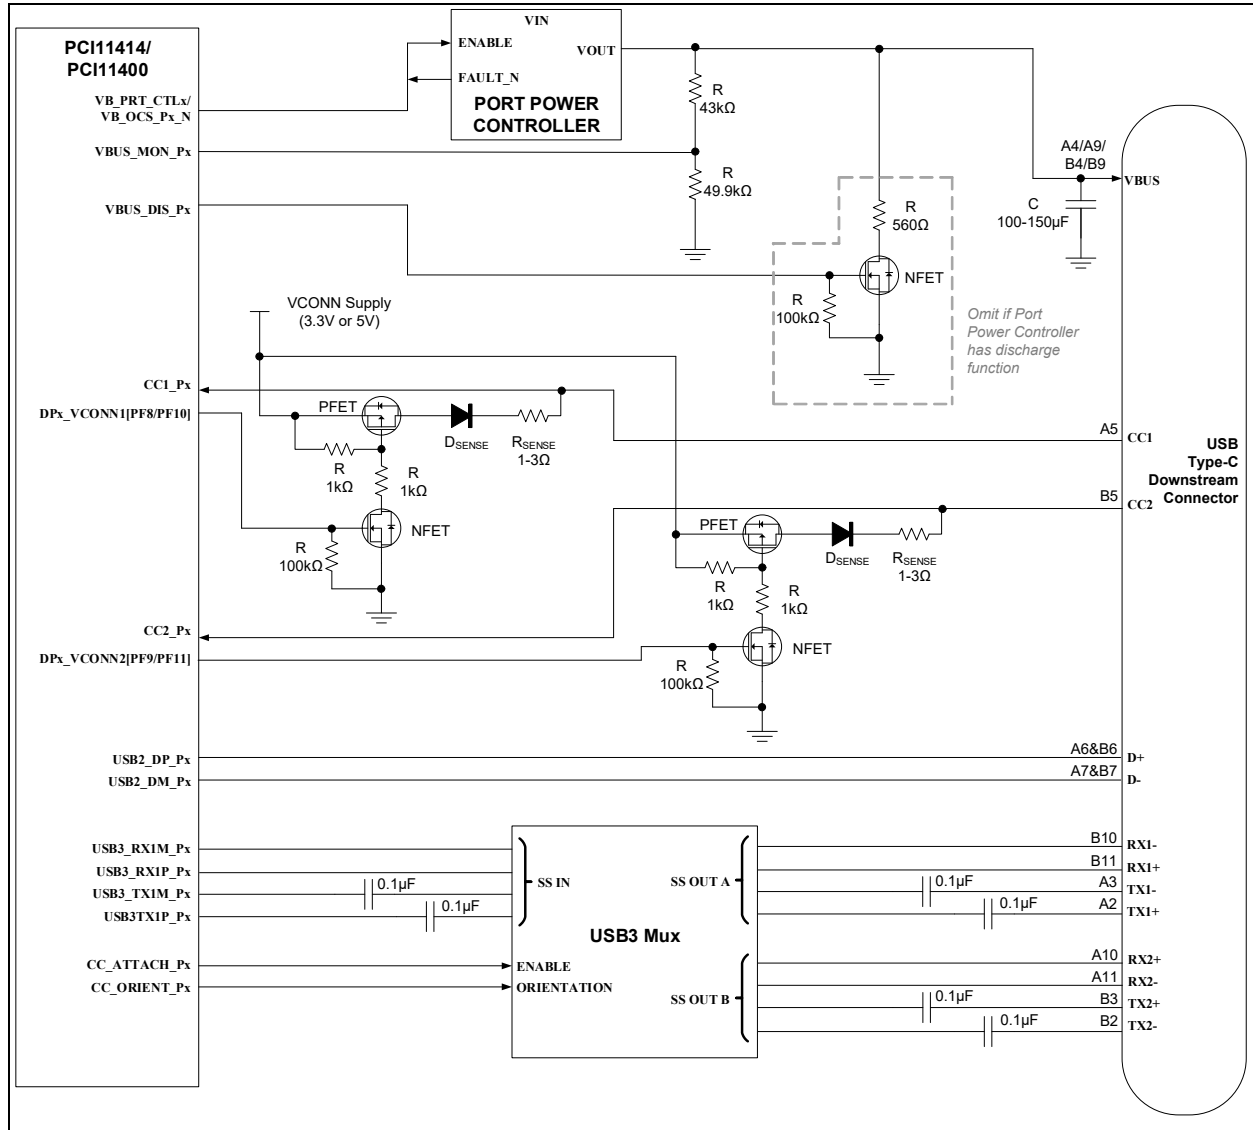 PCI11414/
PCI11400
VB_PRT_CTLx/
VB_OCS_Px_N
VBUS_MON_Px
VBUS_DIS_Px
VIN
ENABLE
VOUT
FAULT_N
PORT POWER
CONTROLLER
R
43kΩ
R
49.9kΩ
A4/A9/
B4/B9
VBUS
C
100-150µF
R
560Ω
NFET
R
100kΩ
Omit if Port
Power Controller
has discharge
function
VCONN Supply
(3.3V or 5V)
CC1_Px
DPx_VCONN1[PF8/PF10]
PFET
DSENSE
RSENSE
1-3Ω
R
1kΩ
R
1kΩ
NFET
R
100kΩ
A5
CC1
B5
CC2
USB
Type-C
Downstream
Connector
PFET
DSENSE
RSENSE
1-3Ω
R
1kΩ
R
1kΩ
NFET
R
100kΩ
CC2_Px
DPx_VCONN2[PF9/PF11]
USB2_DP_Px
USB2_DM_Px
A6&B6
D+
A7&B7
D-
USB3_RX1M_Px
USB3_RX1P_Px
USB3_TX1M_Px
USB3TX1P_Px
0.1µF
0.1µF
CC_ATTACH_Px
CC_ORIENT_Px
SS IN
SS OUT A
USB3 Mux
ENABLE
ORIENTATION
SS OUT B
B10
RX1-
B11
RX1+
0.1µF
A3
TX1-
0.1µF
A2
TX1+
A10
RX2+
A11
RX2-
0.1µF
B3
TX2+
0.1µF
B2
TX2-